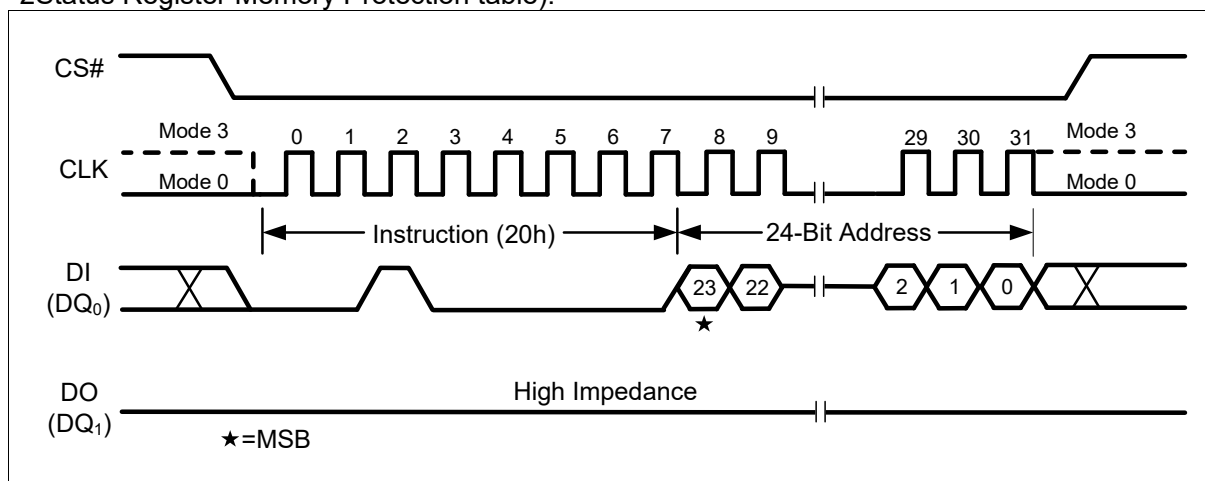 2Status Register Memory Protection table).
CS#
Mode 3 0 1 2 3 4 5 6 7 8 9 29 30 31 Mode 3
CLK
Mode 0 Mode 0
Instruction (20h) 24-Bit Address
DI
(DQ0) 23 22 2 1 0
★
DO High Impedance
(DQ1)
★=MSB